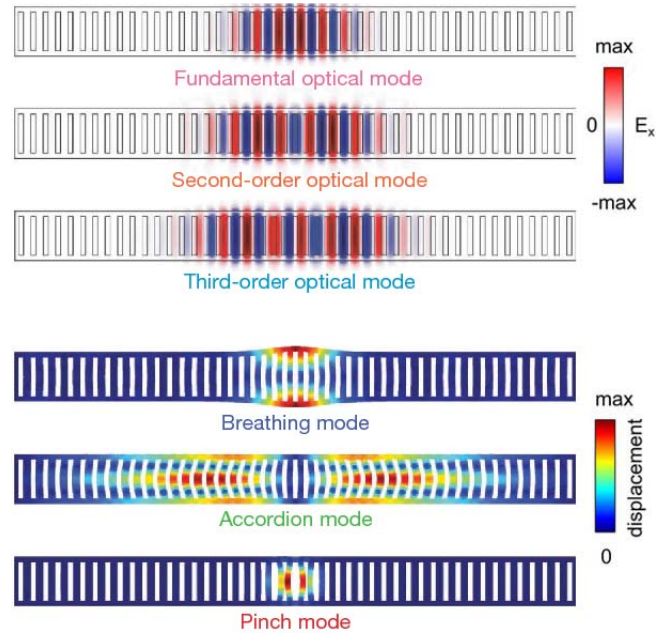 Fundamental optical mode
max
0 E_x
Second-order optical mode
-max
Third-order optical mode
Breathing mode
max
displacement
Accordion mode
0
Pinch mode